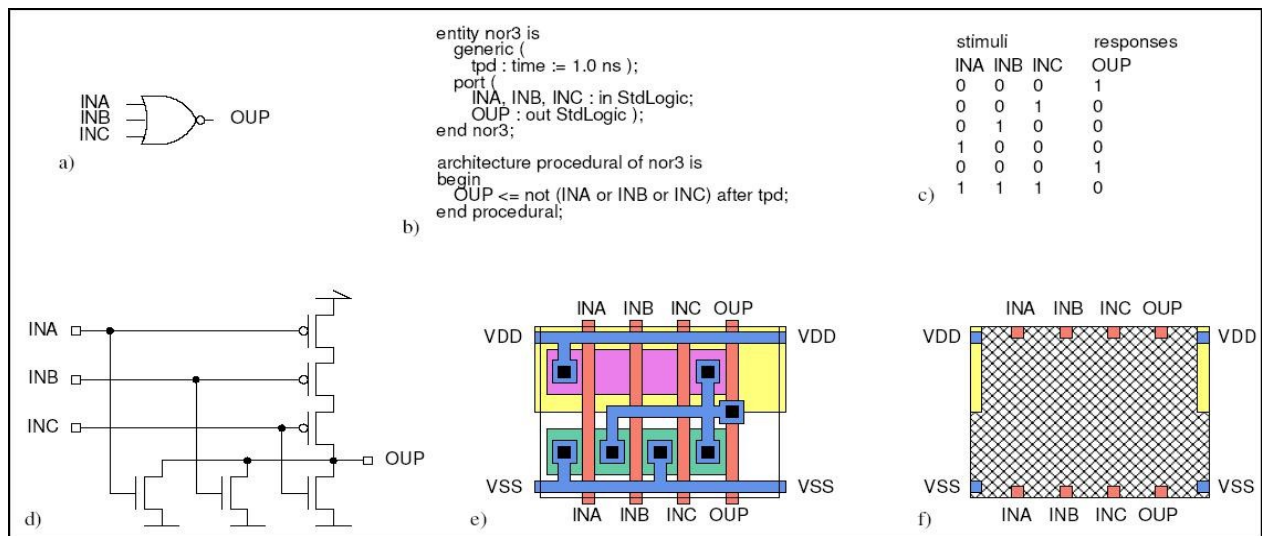 INA
INB
INC
OUP
a)
entity nor3 is
generic (
tpd : time := 1.0 ns );
port (
INA, INB, INC : in StdLogic;
OUP : out StdLogic );
end nor3;
architecture procedural of nor3 is
begin
OUP <= not (INA or INB or INC) after tpd;
end procedural;
b)
stimuli responses
INA INB INC OUP
0 0 0 1
0 0 1 0
0 1 0 0
1 0 0 0
0 0 0 1
1 1 1 0
c)
INA
INB
INC
OUP
d)
INA INB INC OUP
VDD VDD
VSS VSS
INA INB INC OUP
e)
INA INB INC OUP
VDD VDD
VSS VSS
INA INB INC OUP
f)